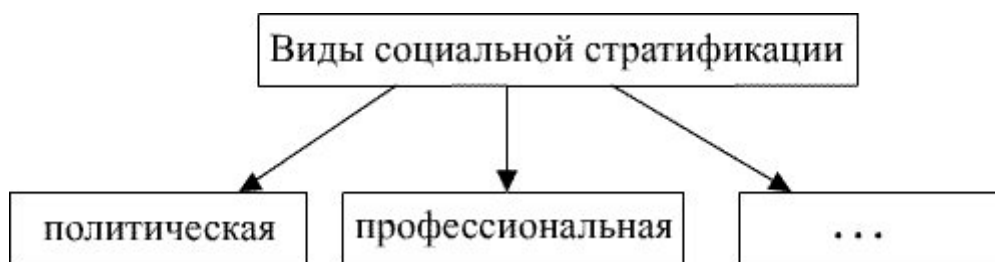 Виды социальной стратификации
политическая
профессиональная
...